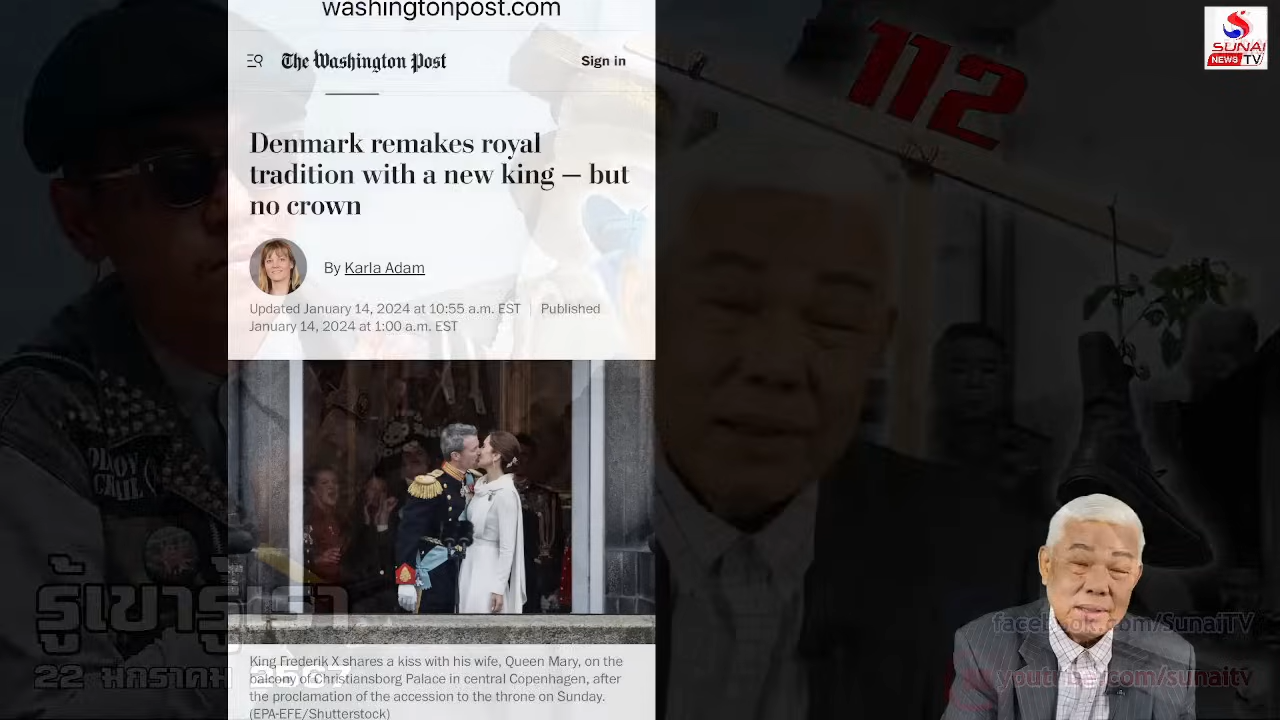 washingtonpost.com
The Washington Post
Sign in
Denmark remakes royal
tradition with a new king — but
no crown
By Karla Adam
Updated January 14, 2024 at 10:55 a.m. EST | Published
January 14, 2024 at 1:00 a.m. EST
King Frederik X shares a kiss with his wife, Queen Mary, on the
balcony of Christiansborg Palace in central Copenhagen, after
the proclamation of the accession to the throne on Sunday.
(EPA-EFE/Shutterstock)
112
SUNAI
NEWS TV
รู้เขารู้เรา
22 มกราคม 2567
facebook.com/SunaiTV
youtube.com/sunaitv